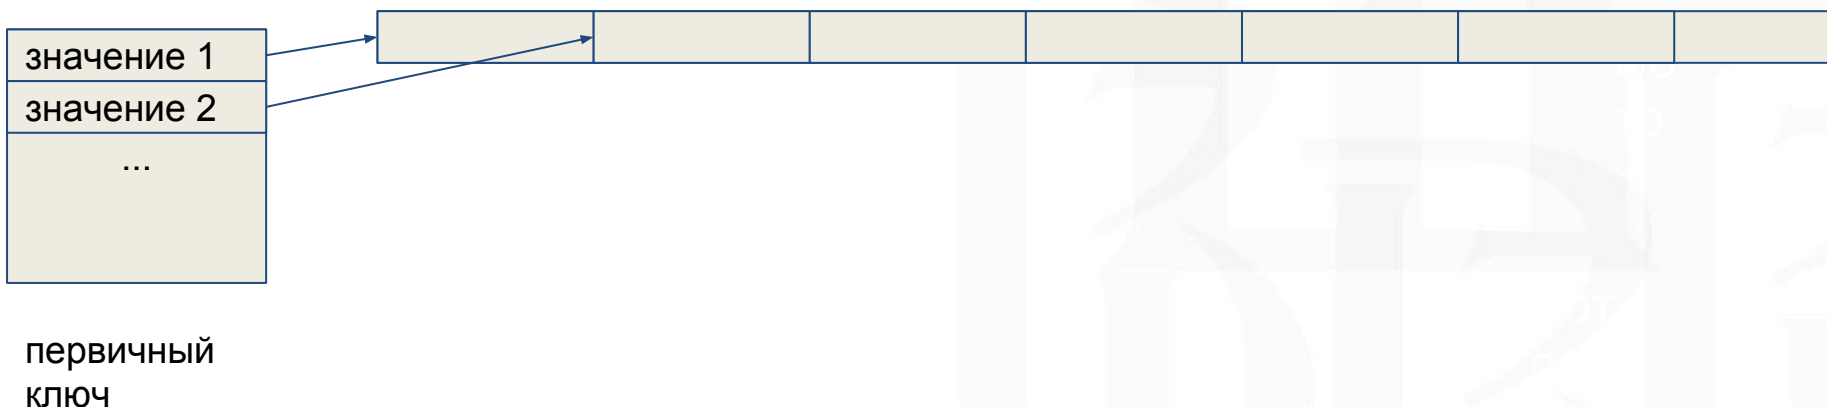 значение 1
значение 2
...
первичный
ключ